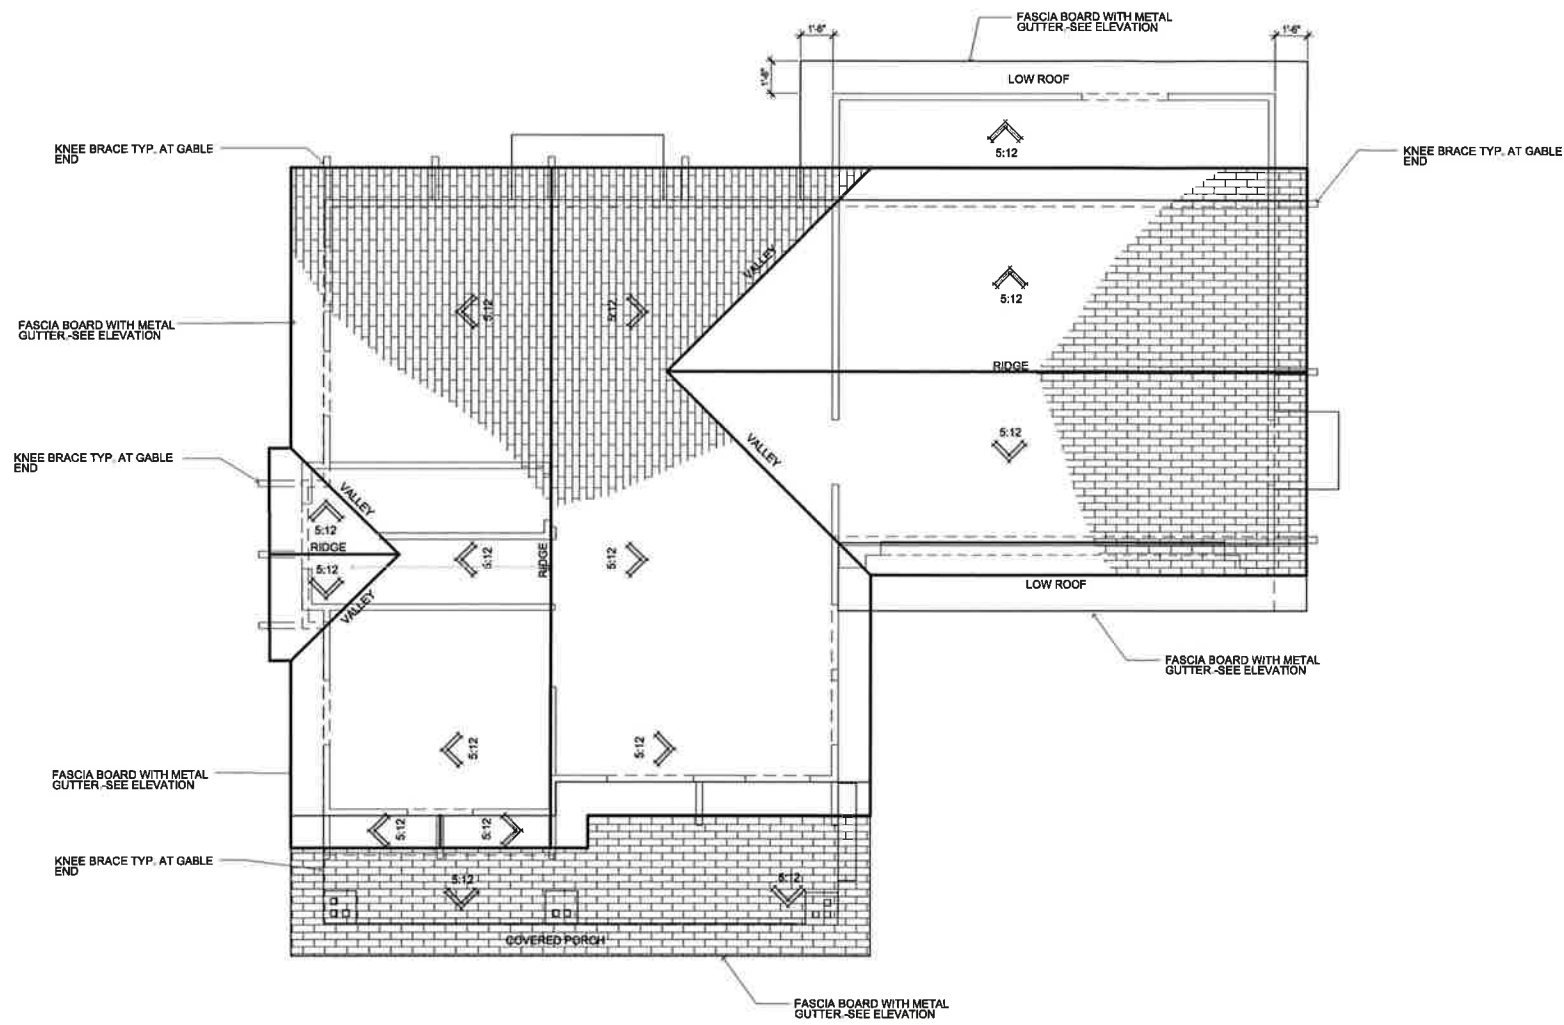 FASCIA BOARD WITH METAL
GUTTER.-SEE ELEVATION
1'-6"
1'-6"
1'-6"
LOW ROOF
KNEE BRACE TYP. AT GABLE
END
5:12
KNEE BRACE TYP. AT GABLE
END
VALLEY
5:12
5:12
5:12
FASCIA BOARD WITH METAL
GUTTER.-SEE ELEVATION
RIDGE
5:12
VALLEY
KNEE BRACE TYP. AT GABLE
END
VALLEY
5:12
RIDGE
5:12
VALLEY
5:12
RIDGE
5:12
LOW ROOF
FASCIA BOARD WITH METAL
GUTTER.-SEE ELEVATION
5:12
5:12
FASCIA BOARD WITH METAL
GUTTER.-SEE ELEVATION
5:12
5:12
KNEE BRACE TYP. AT GABLE
END
5:12
5:12
COVERED PORCH
FASCIA BOARD WITH METAL
GUTTER.-SEE ELEVATION